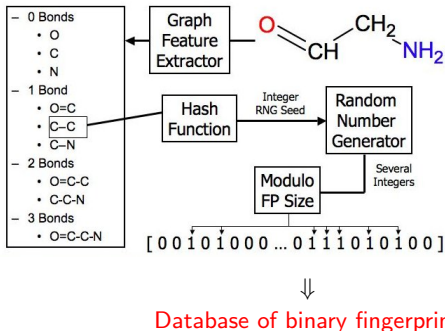 – 0 Bonds
• O
• C
• N
– 1 Bond
• O=C
• C–C
• C–N
– 2 Bonds
• O=C-C
• C-C-N
– 3 Bonds
• O=C-C-N
Graph
Feature
Extractor
O
CH
CH2
NH2
Hash
Function
Integer
RNG Seed
Random
Number
Generator
Several
Integers
Modulo
FP Size
[ 0 0 1 0 1 0 0 0 ... 0 1 1 1 0 1 0 1 0 0 ]
⇓
Database of binary fingerprin